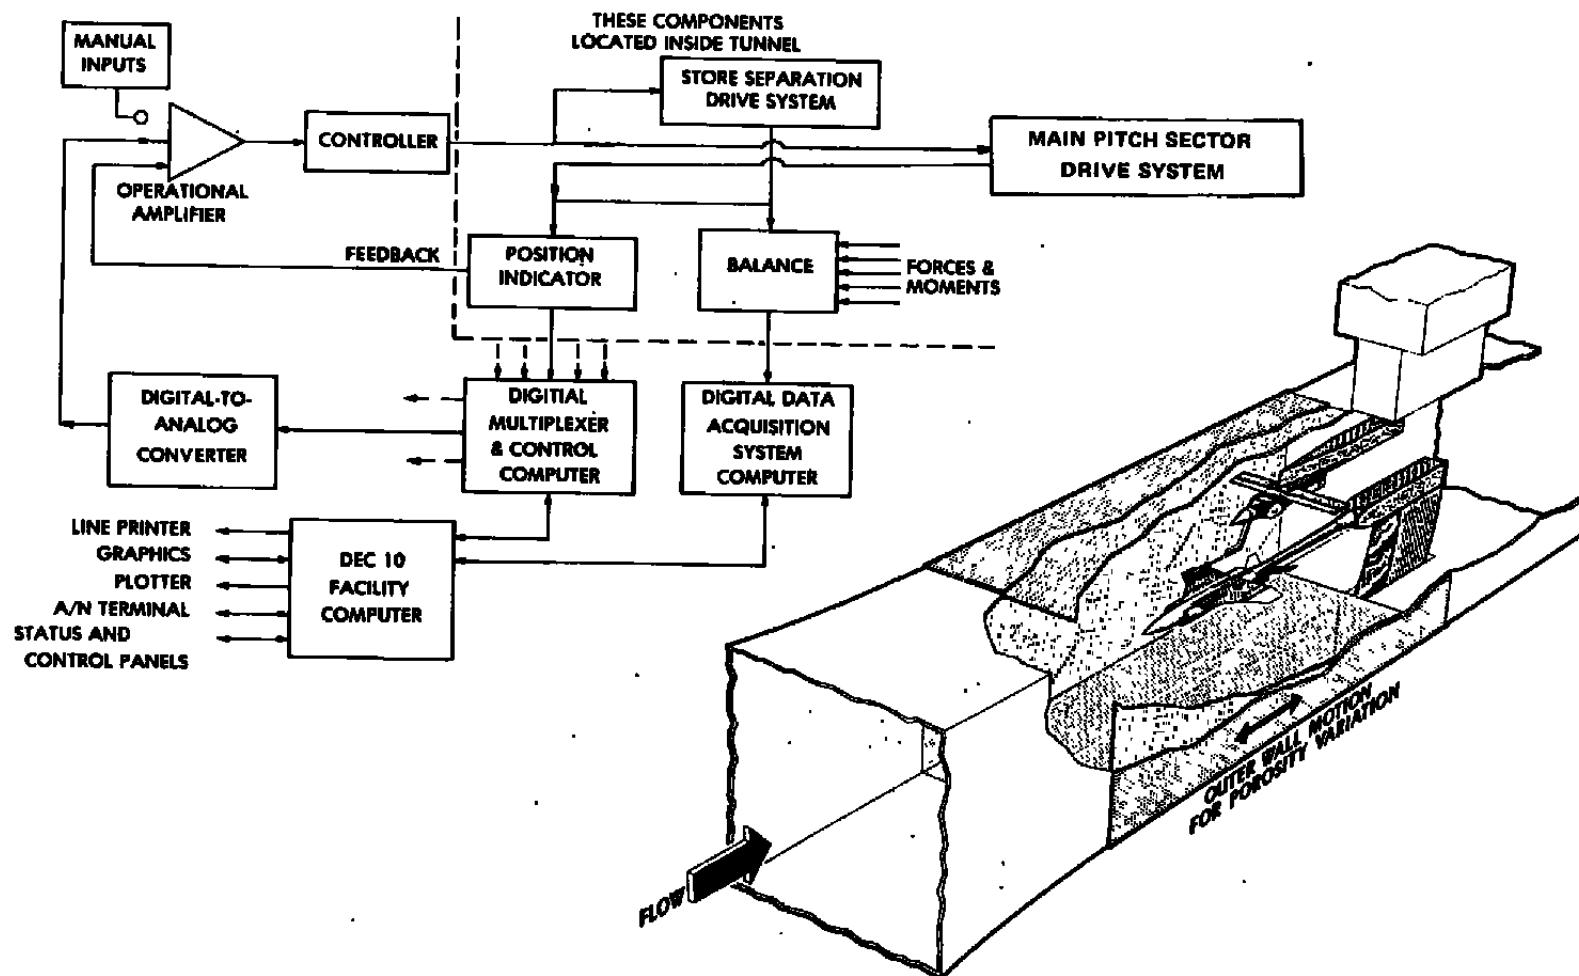 MANUAL
INPUTS
THESE COMPONENTS
LOCATED INSIDE TUNNEL
STORE SEPARATION
DRIVE SYSTEM
CONTROLLER
MAIN PITCH SECTOR
DRIVE SYSTEM
OPERATIONAL
AMPLIFIER
FEEDBACK
POSITION
INDICATOR
BALANCE
FORCES &
MOMENTS
DIGITAL-TO-
ANALOG
CONVERTER
DIGITIAL
MULTIPLEXER
& CONTROL
COMPUTER
DIGITAL DATA
ACQUISITION
SYSTEM
COMPUTER
LINE PRINTER
GRAPHICS
PLOTTER
A/N TERMINAL
STATUS AND
CONTROL PANELS
DEC 10
FACILITY
COMPUTER
OUTER WALL MOTION
FOR POROSITY VARIATION
FLOW